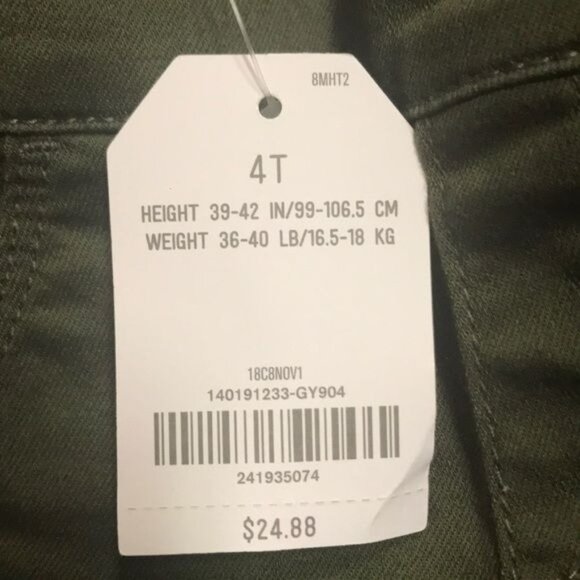 8MHT2
4T
HEIGHT 39-42 IN/99-106.5 CM
WEIGHT 36-40 LB/16.5-18 KG
18C8NOV1
140191233-GY904
241935074
$24.88